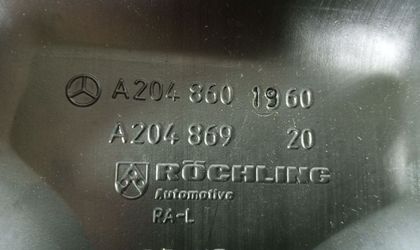 A204 860 1960
A204 869 20
RÖCHLING
Automotive
RA-L